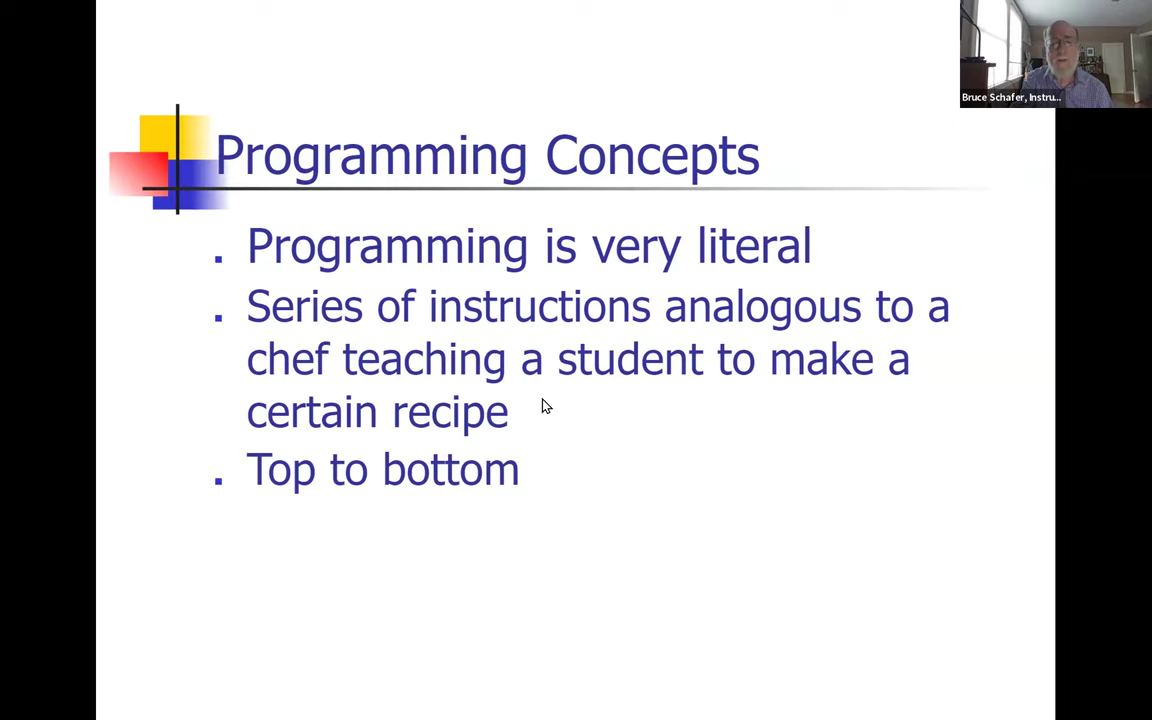 Bruce Schafer, Instru...
Programming Concepts
Programming is very literal
Series of instructions analogous to a
chef teaching a student to make a
certain recipe
Top to bottom